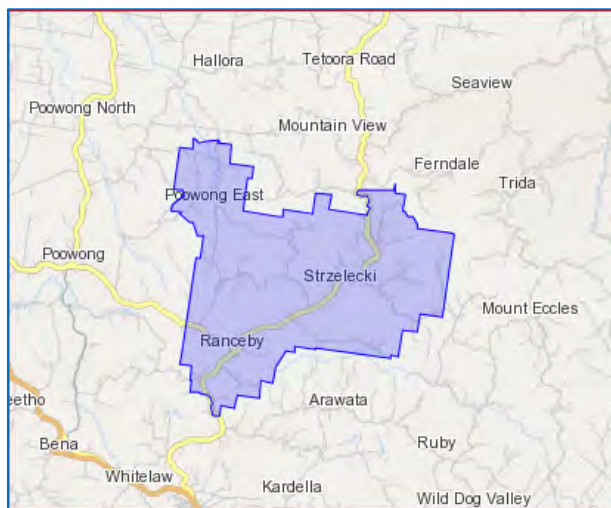 Hallora
Tetoora Road
Seaview
Poowong North
Mountain View
Ferndale
Trida
Poowong East
Poowong
Strzelecki
Mount Eccles
Ranceby
eetho
Arawata
Bena
Ruby
Whitelaw
Kardella
Wild Dog Valley